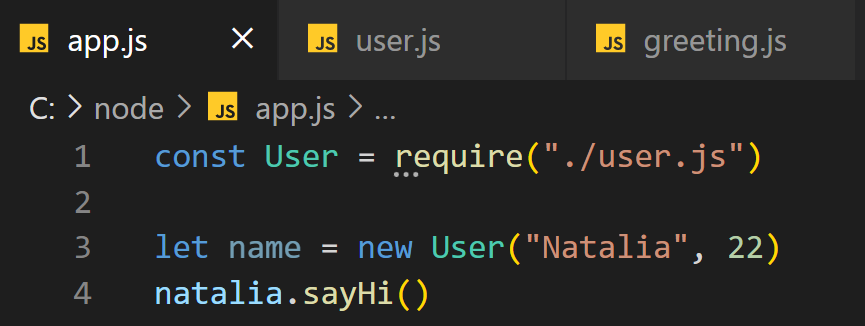 JS app.js × JS user.js JS greeting.js
C: > node > JS app.js > ...
1 const User = require("./user.js")
2
3 let name = new User("Natalia", 22)
4 natalia.sayHi()